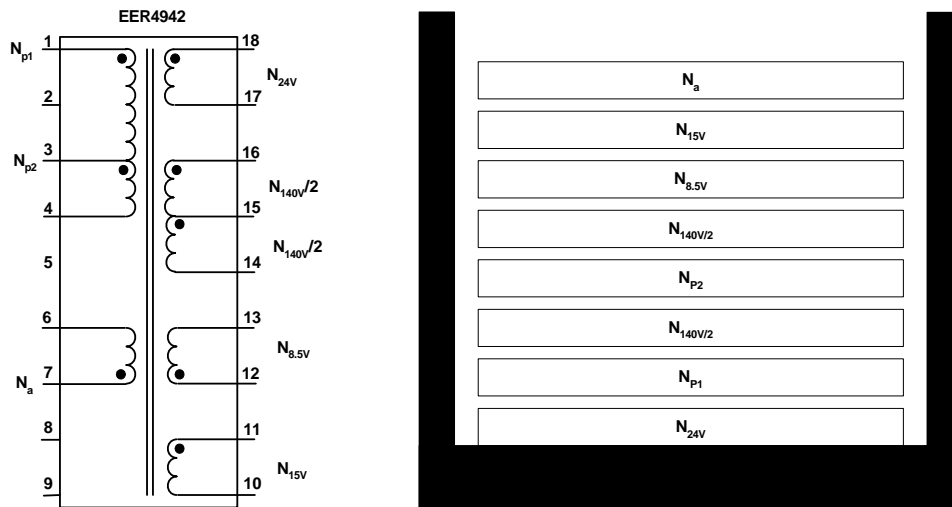 EER4942
Np1
1
18
N24V
2
17
Np2
3
16
N140V/2
4
15
N140V/2
5
14
6
13
N8.5V
Na
7
12
8
11
N15V
9
10
Na
N15V
N8.5V
N140V/2
NP2
N140V/2
NP1
N24V